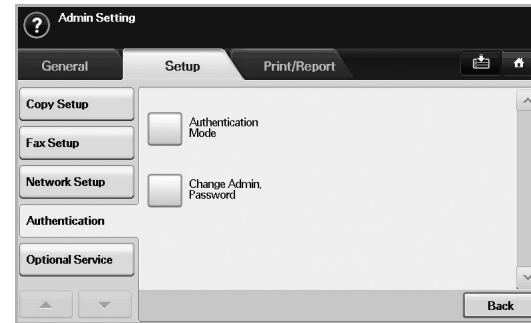 ? Admin Setting
General Setup Print/Report
Copy Setup
Fax Setup
Network Setup
Authentication
Optional Service
Authentication
Mode
Change Admin.
Password
Back